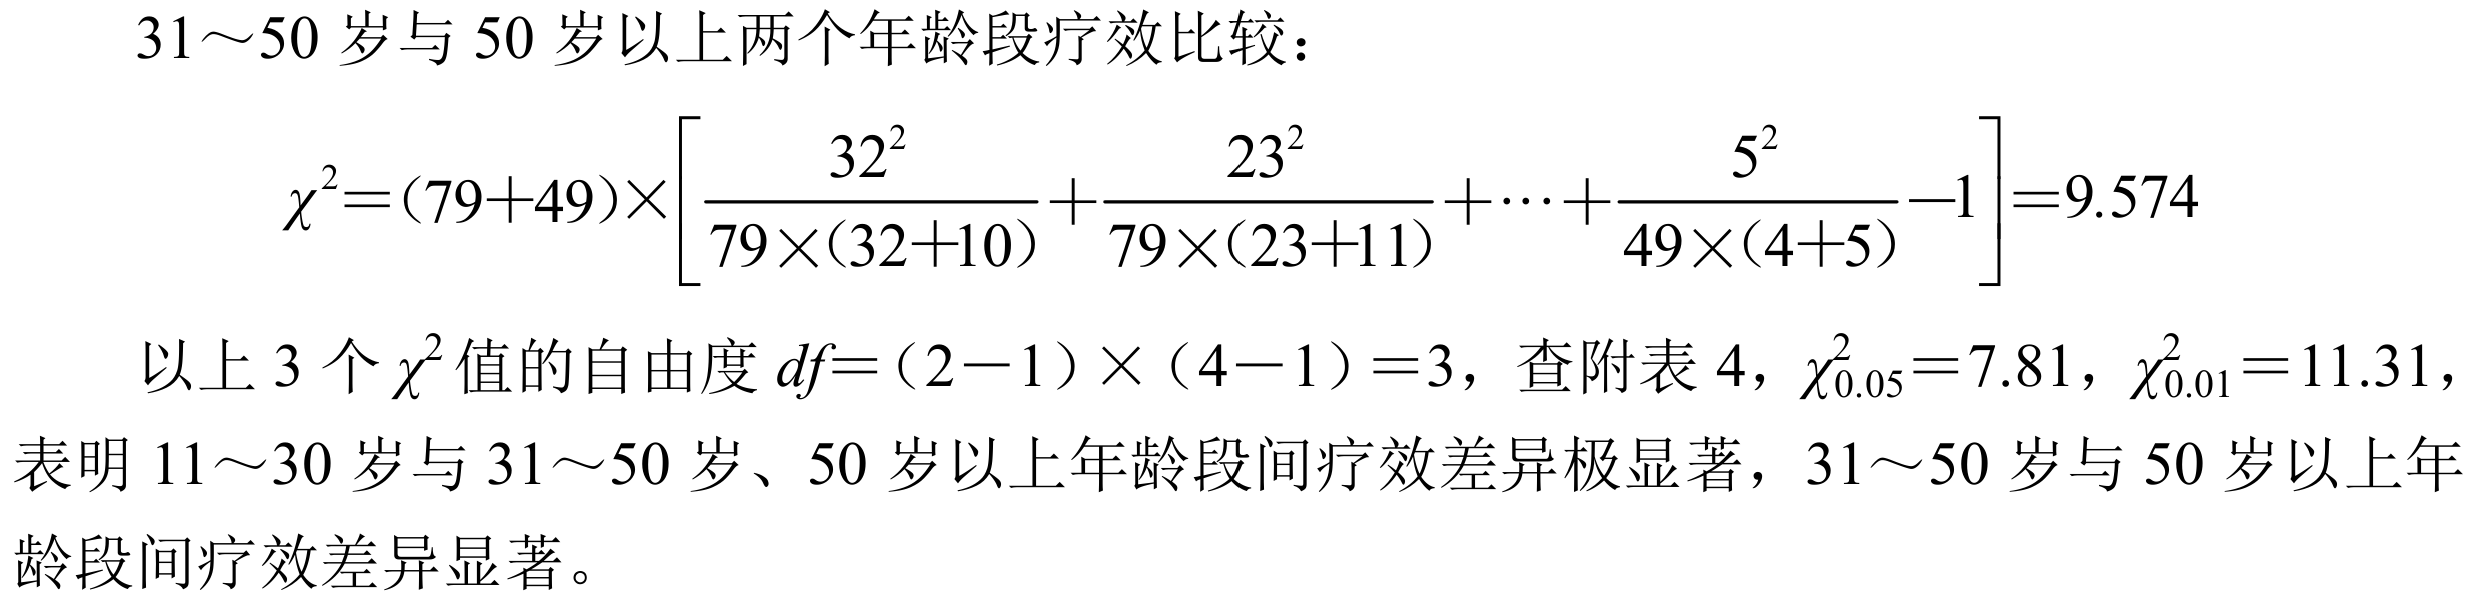 31～50 岁与 50 岁以上两个年龄段疗效比较：
$\chi^2=(79+49)\times\left[\dfrac{32^2}{79\times(32+10)}+\dfrac{23^2}{79\times(23+11)}+\cdots+\dfrac{5^2}{49\times(4+5)}-1\right]=9.574$
以上 3 个 $\chi^2$ 值的自由度 $df=(2-1)\times(4-1)=3$，查附表 4，$\chi^2_{0.05}=7.81$，$\chi^2_{0.01}=11.31$，
表明 11～30 岁与 31～50 岁、50 岁以上年龄段间疗效差异极显著，31～50 岁与 50 岁以上年
龄段间疗效差异显著。